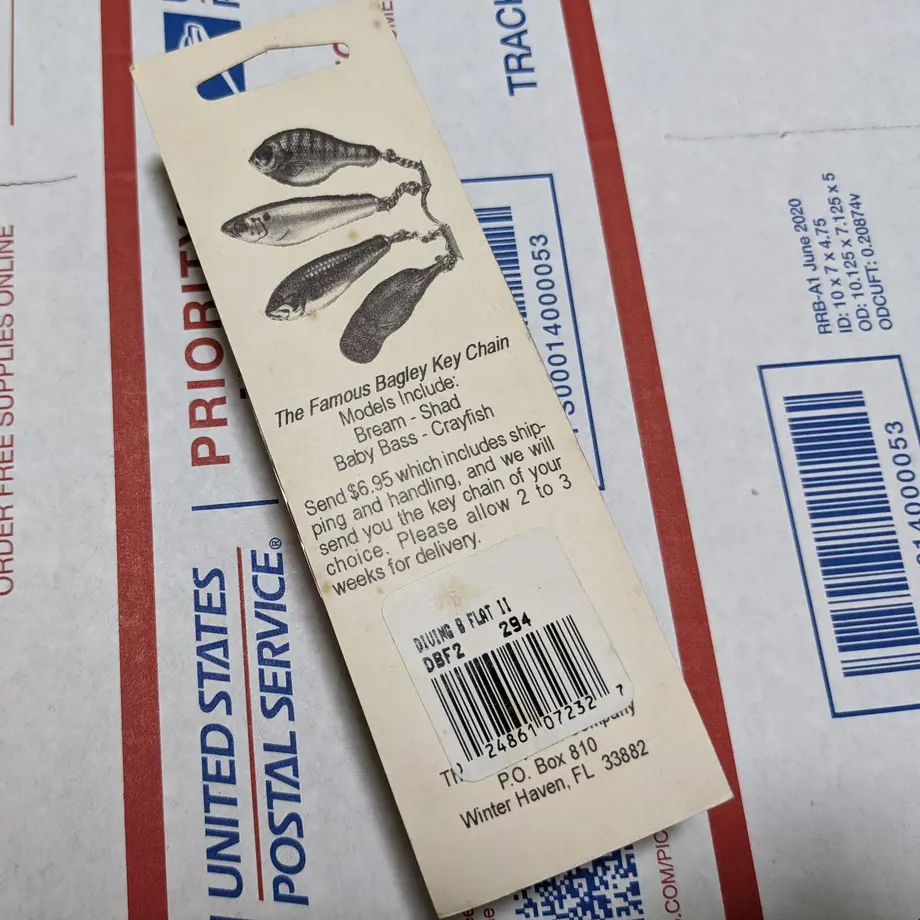 The Famous Bagley Key Chain
Models Include:
Bream - Shad
Baby Bass - Crayfish
Send $6.95 which includes ship-
ping and handling, and we will
send you the key chain of your
choice. Please allow 2 to 3
weeks for delivery.
DIVING B FLAT II
DBF2 294
24861 07232 7
P.O. Box 810
Winter Haven, FL 33882
ORDER FREE SUPPLIES ONLINE
PRIORITY
UNITED STATES
POSTAL SERVICE®
TRACK
S00014000053
RRB-A1 June 2020
ID: 10 x 7 x 4.75
OD: 10.125 x 7.125 x 5
ODCUFT: 0.20874v
014000053